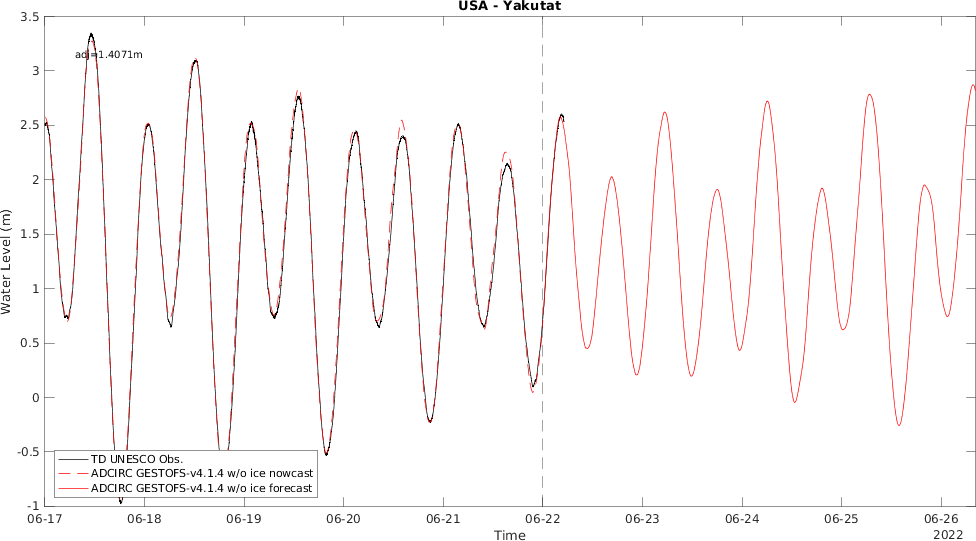 USA - Yakutat
adj=1.4071m
3.5
3
2.5
2
1.5
1
0.5
0
-0.5
-1
Water Level (m)
TD UNESCO Obs.
ADCIRC GESTOFS-v4.1.4 w/o ice nowcast
ADCIRC GESTOFS-v4.1.4 w/o ice forecast
06-17 06-18 06-19 06-20 06-21 06-22 06-23 06-24 06-25 06-26
Time
2022